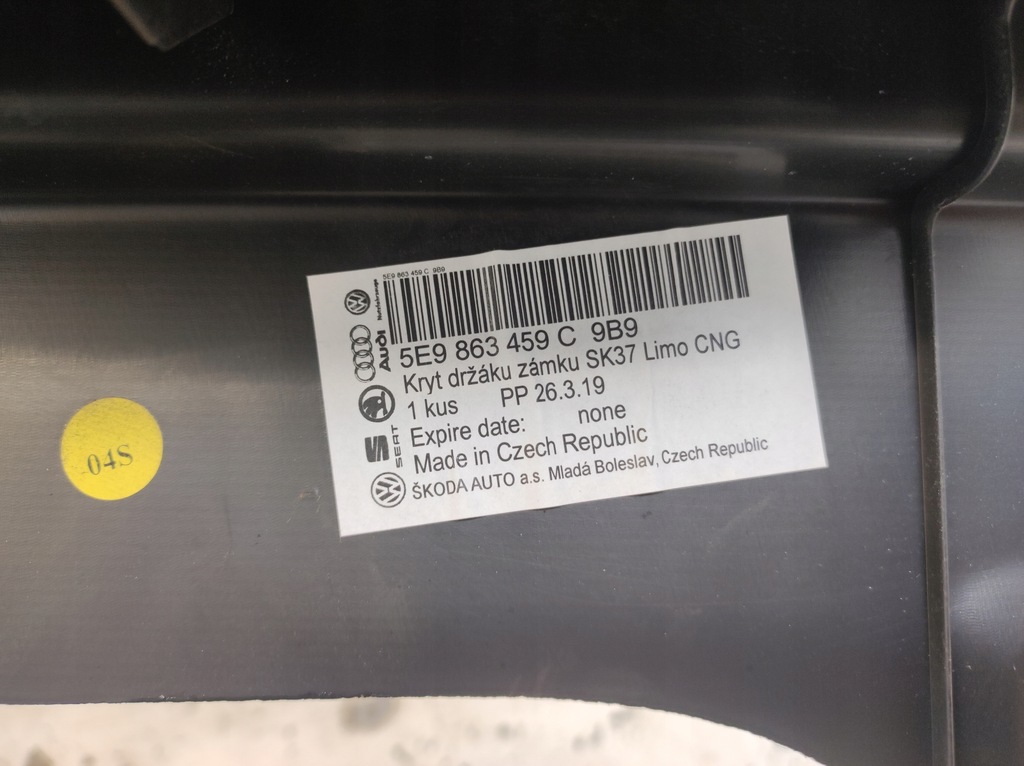 5E9 863 459 C 9B9
Nutzfahrzeuge
AUDI
SEAT
5E9 863 459 C 9B9
Kryt držáku zámku SK37 Limo CNG
1 kus PP 26.3.19
Expire date: none
Made in Czech Republic
ŠKODA AUTO a.s. Mladá Boleslav, Czech Republic
04S